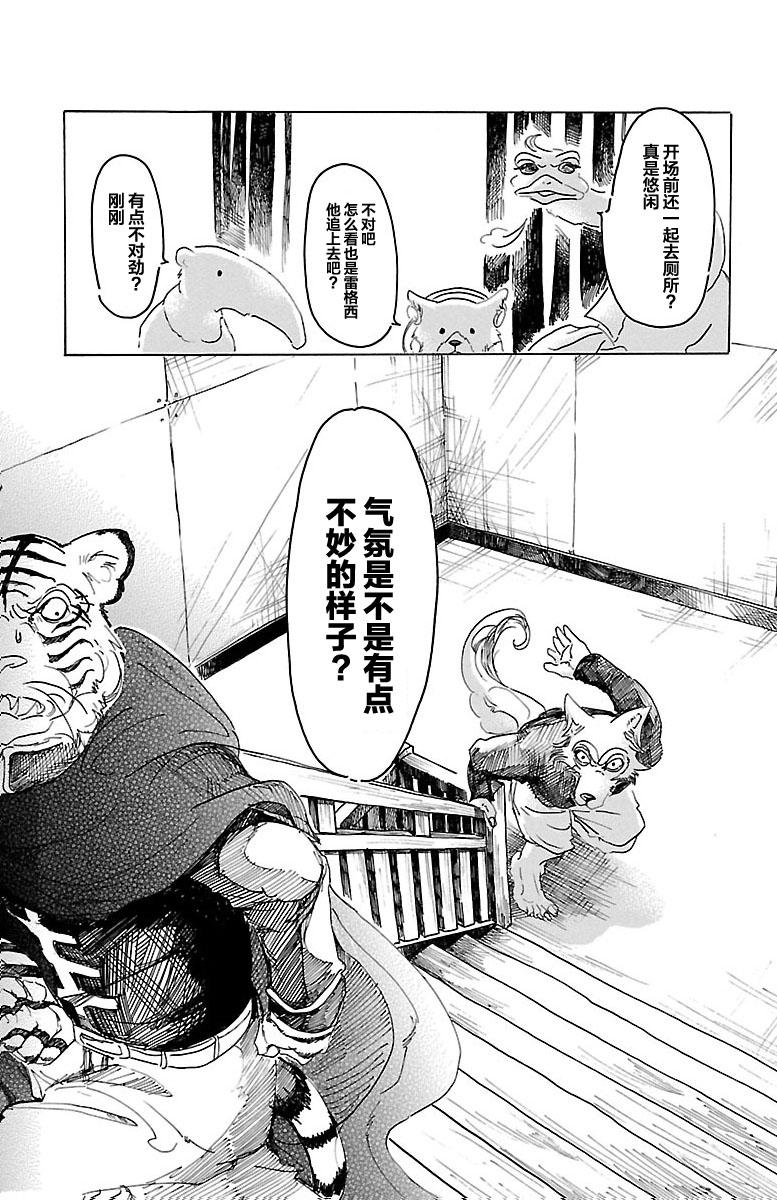 开场前还一起去厕所？
真是悠闲
不对吧
怎么看也是雷格西
他追上去吧？
有点不对劲？
刚刚
气氛是不是有点
不妙的样子？